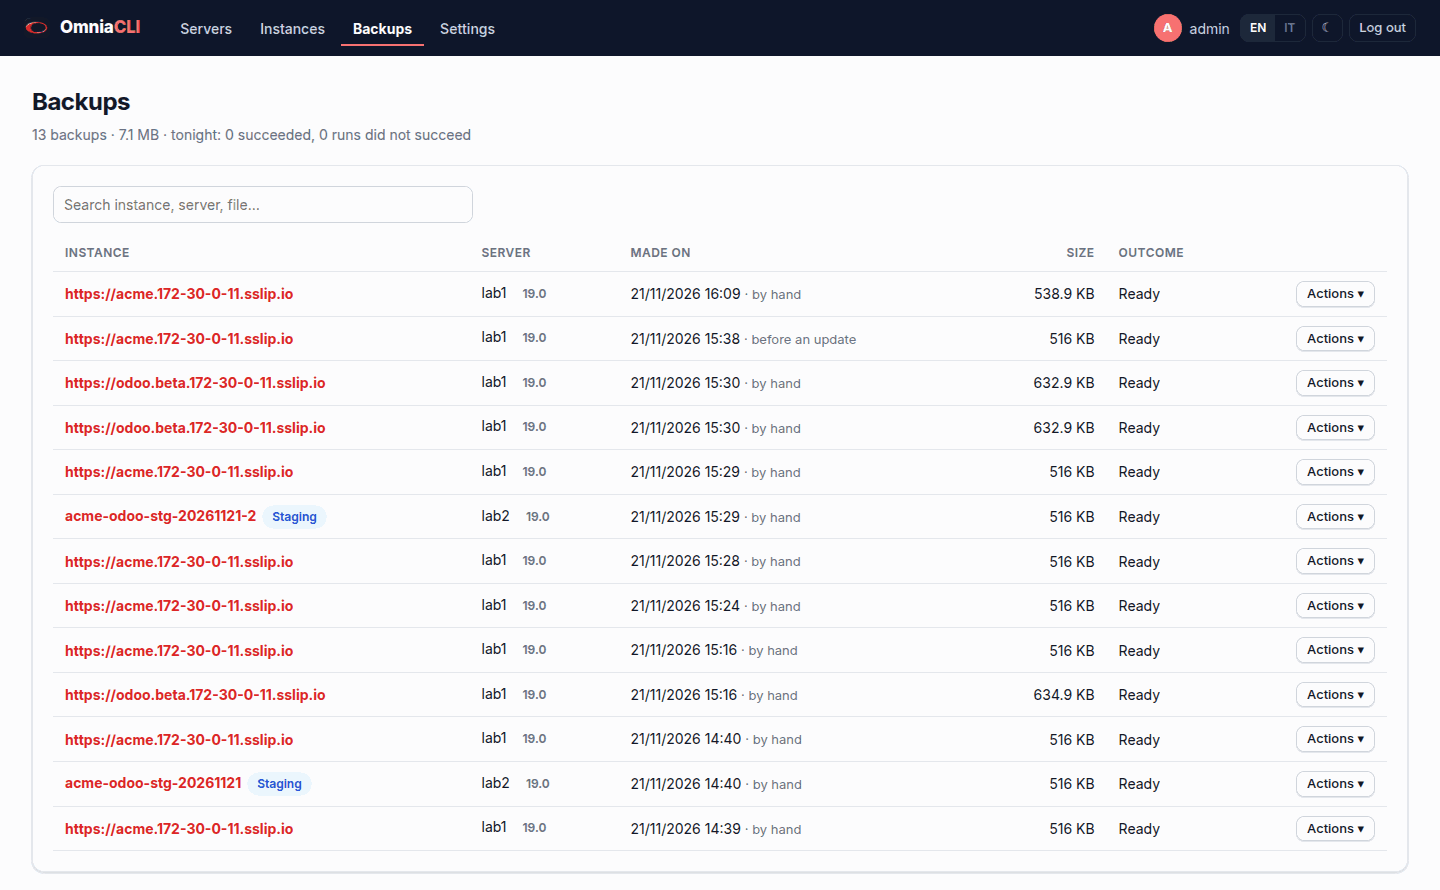 OmniaCLI Servers Instances Backups Settings A admin EN IT ☾ Log out
Backups
13 backups · 7.1 MB · tonight: 0 succeeded, 0 runs did not succeed
Search instance, server, file...
INSTANCE SERVER MADE ON SIZE OUTCOME
https://acme.172-30-0-11.sslip.io lab1 19.0 21/11/2026 16:09 · by hand 538.9 KB Ready Actions ▾
https://acme.172-30-0-11.sslip.io lab1 19.0 21/11/2026 15:38 · before an update 516 KB Ready Actions ▾
https://odoo.beta.172-30-0-11.sslip.io lab1 19.0 21/11/2026 15:30 · by hand 632.9 KB Ready Actions ▾
https://odoo.beta.172-30-0-11.sslip.io lab1 19.0 21/11/2026 15:30 · by hand 632.9 KB Ready Actions ▾
https://acme.172-30-0-11.sslip.io lab1 19.0 21/11/2026 15:29 · by hand 516 KB Ready Actions ▾
acme-odoo-stg-20261121-2 Staging lab2 19.0 21/11/2026 15:29 · by hand 516 KB Ready Actions ▾
https://acme.172-30-0-11.sslip.io lab1 19.0 21/11/2026 15:28 · by hand 516 KB Ready Actions ▾
https://acme.172-30-0-11.sslip.io lab1 19.0 21/11/2026 15:24 · by hand 516 KB Ready Actions ▾
https://acme.172-30-0-11.sslip.io lab1 19.0 21/11/2026 15:16 · by hand 516 KB Ready Actions ▾
https://odoo.beta.172-30-0-11.sslip.io lab1 19.0 21/11/2026 15:16 · by hand 634.9 KB Ready Actions ▾
https://acme.172-30-0-11.sslip.io lab1 19.0 21/11/2026 14:40 · by hand 516 KB Ready Actions ▾
acme-odoo-stg-20261121 Staging lab2 19.0 21/11/2026 14:40 · by hand 516 KB Ready Actions ▾
https://acme.172-30-0-11.sslip.io lab1 19.0 21/11/2026 14:39 · by hand 516 KB Ready Actions ▾